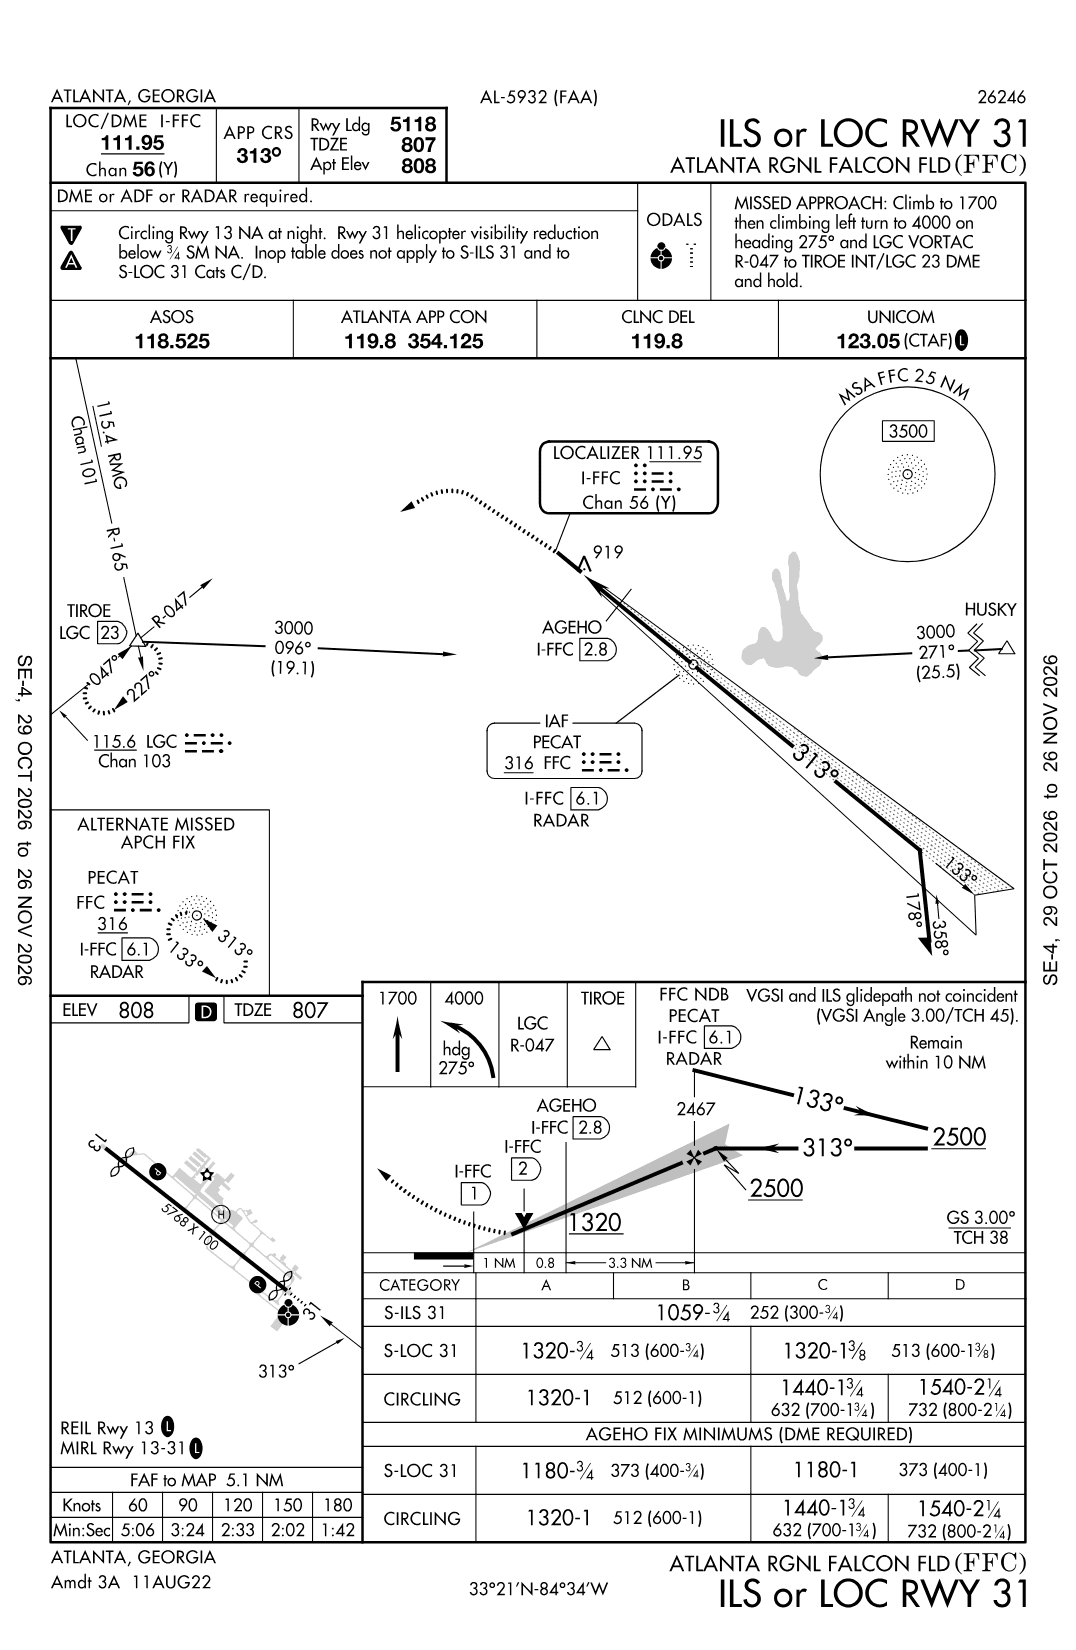 ATLANTA, GEORGIA
AL-5932 (FAA)
26246
LOC/DME I-FFC
111.95
Chan 56 (Y)
APP CRS
313°
Rwy Ldg 5118
TDZE 807
Apt Elev 808
ILS or LOC RWY 31
ATLANTA RGNL FALCON FLD (FFC)
DME or ADF or RADAR required.
T
A
Circling Rwy 13 NA at night. Rwy 31 helicopter visibility reduction
below ¾ SM NA. Inop table does not apply to S-ILS 31 and to
S-LOC 31 Cats C/D.
ODALS
MISSED APPROACH: Climb to 1700
then climbing left turn to 4000 on
heading 275° and LGC VORTAC
R-047 to TIROE INT/LGC 23 DME
and hold.
ASOS
118.525
ATLANTA APP CON
119.8 354.125
CLNC DEL
119.8
UNICOM
123.05 (CTAF) L
MSA FFC 25 NM
3500
115.4 RMG
Chan 101
R-165
LOCALIZER 111.95
I-FFC
Chan 56 (Y)
919
TIROE
LGC 23
R-047
047°
227°
3000
096°
(19.1)
AGEHO
I-FFC 2.8
HUSKY
3000
271°
(25.5)
115.6 LGC
Chan 103
IAF
PECAT
316 FFC
I-FFC 6.1
RADAR
313°
133°
178°
358°
ALTERNATE MISSED
APCH FIX
PECAT
FFC
316
I-FFC 6.1
RADAR
313°
133°
SE-4, 29 OCT 2026 to 26 NOV 2026
SE-4, 29 OCT 2026 to 26 NOV 2026
ELEV 808
D
TDZE 807
13
P
H
5768 X 100
P
31
313°
REIL Rwy 13 L
MIRL Rwy 13-31 L
FAF to MAP 5.1 NM
Knots 60 90 120 150 180
Min:Sec 5:06 3:24 2:33 2:02 1:42
1700
4000
hdg
275°
LGC
R-047
TIROE
FFC NDB
PECAT
I-FFC 6.1
RADAR
VGSI and ILS glidepath not coincident
(VGSI Angle 3.00/TCH 45).
Remain
within 10 NM
2467
133°
2500
313°
2500
AGEHO
I-FFC 2.8
I-FFC
2
I-FFC
1
1320
GS 3.00°
TCH 38
1 NM 0.8 3.3 NM
CATEGORY A B C D
S-ILS 31 1059-¾ 252 (300-¾)
S-LOC 31 1320-¾ 513 (600-¾) 1320-1⅜ 513 (600-1⅜)
CIRCLING 1320-1 512 (600-1) 1440-1¾ 632 (700-1¾) 1540-2¼ 732 (800-2¼)
AGEHO FIX MINIMUMS (DME REQUIRED)
S-LOC 31 1180-¾ 373 (400-¾) 1180-1 373 (400-1)
CIRCLING 1320-1 512 (600-1) 1440-1¾ 632 (700-1¾) 1540-2¼ 732 (800-2¼)
ATLANTA, GEORGIA
Amdt 3A 11AUG22
33°21'N-84°34'W
ATLANTA RGNL FALCON FLD (FFC)
ILS or LOC RWY 31